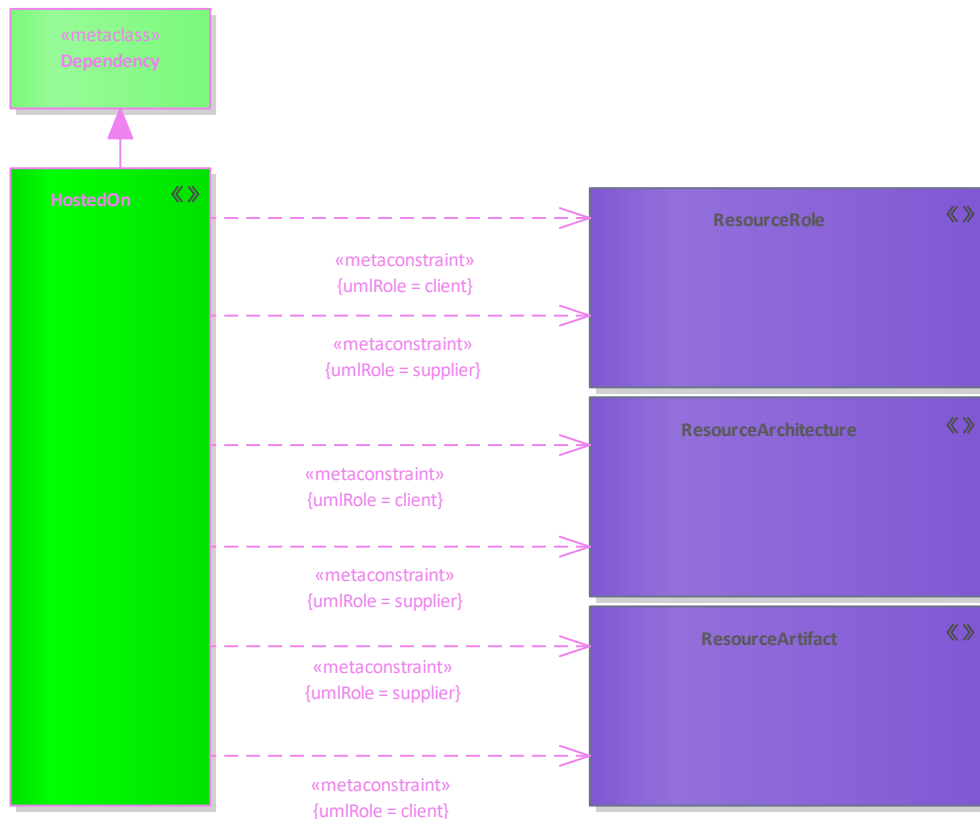 «metaclass»
Dependency
HostedOn
ResourceRole
«metaconstraint»
{umlRole = client}
«metaconstraint»
{umlRole = supplier}
ResourceArchitecture
«metaconstraint»
{umlRole = client}
«metaconstraint»
{umlRole = supplier}
ResourceArtifact
«metaconstraint»
{umlRole = supplier}
«metaconstraint»
{umlRole = client}